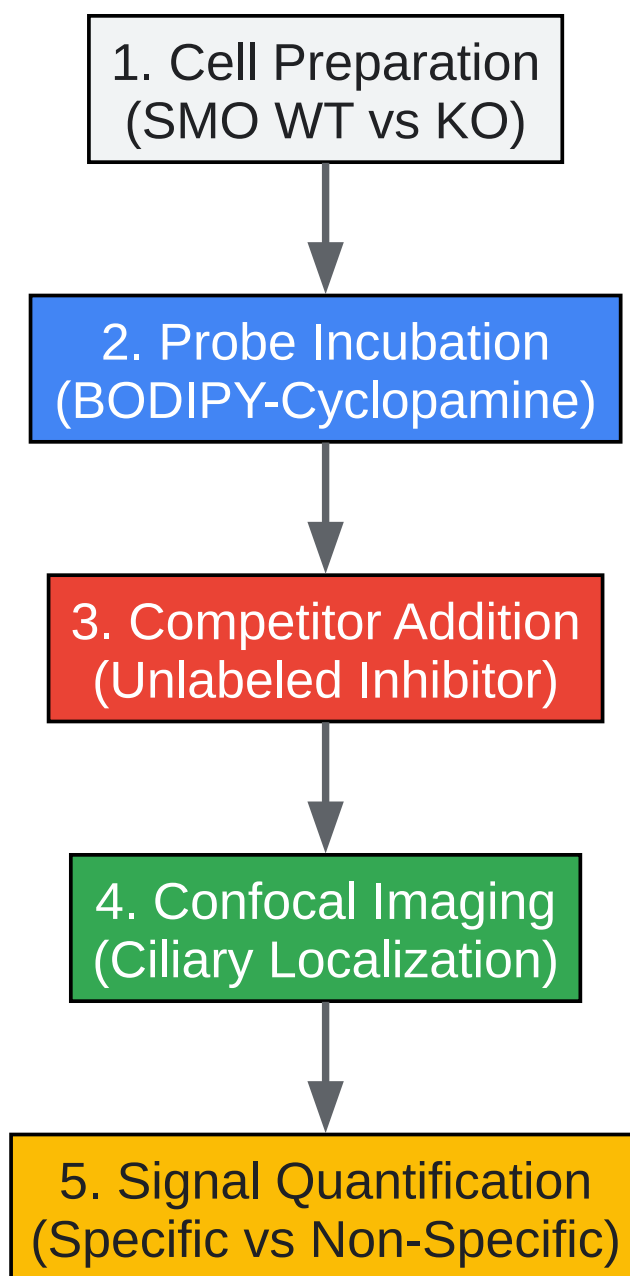 1. Cell Preparation
(SMO WT vs KO)
2. Probe Incubation
(BODIPY-Cyclopamine)
3. Competitor Addition
(Unlabeled Inhibitor)
4. Confocal Imaging
(Ciliary Localization)
5. Signal Quantification
(Specific vs Non-Specific)